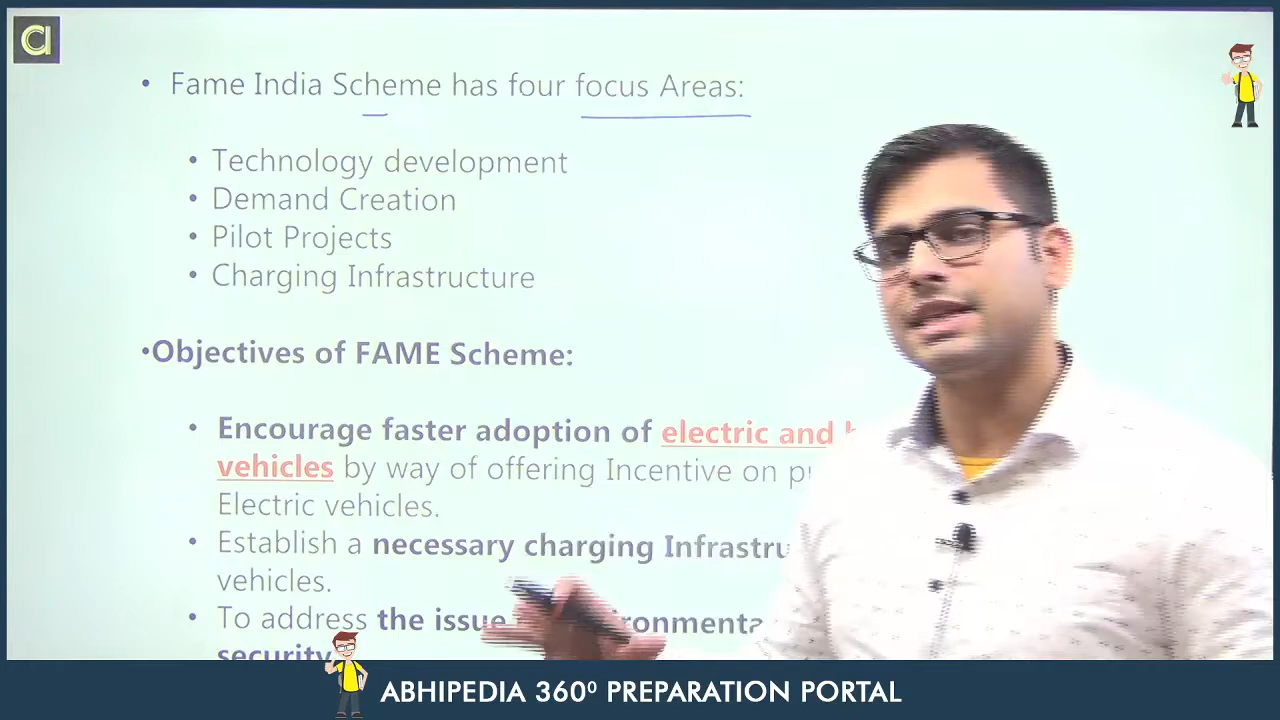 • Fame India Scheme has four focus Areas:
• Technology development
• Demand Creation
• Pilot Projects
• Charging Infrastructure
•Objectives of FAME Scheme:
• Encourage faster adoption of electric and
vehicles by way of offering Incentive on
Electric vehicles.
• Establish a necessary charging
vehicles.
• To address the issue
security
ABHIPEDIA 360⁰ PREPARATION PORTAL